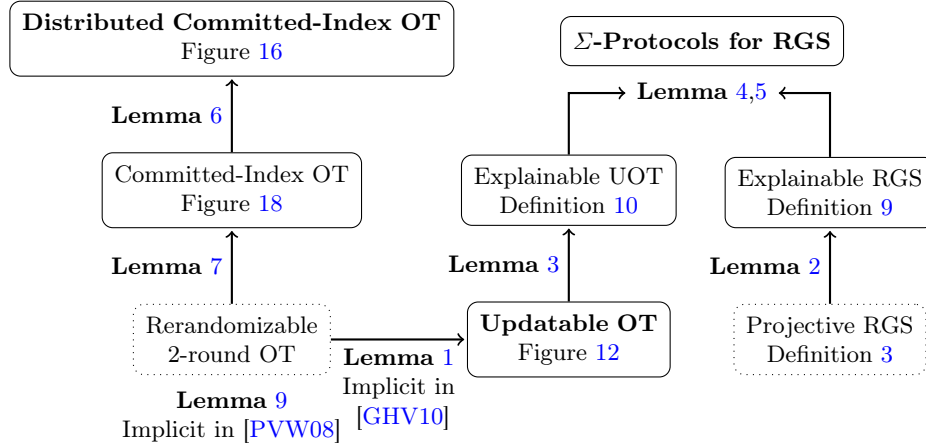 Distributed Committed-Index OT
Figure 16
Σ-Protocols for RGS
Lemma 4,5
Lemma 6
Committed-Index OT
Figure 18
Explainable UOT
Definition 10
Explainable RGS
Definition 9
Lemma 7
Lemma 3
Lemma 2
Rerandomizable
2-round OT
Updatable OT
Figure 12
Projective RGS
Definition 3
Lemma 1
Implicit in
[GHV10]
Lemma 9
Implicit in [PVW08]